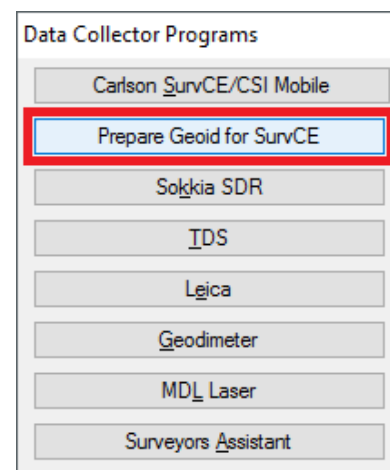 Data Collector Programs
Carlson SurvCE/CSI Mobile
Prepare Geoid for SurvCE
Sokkia SDR
TDS
Leica
Geodimeter
MDL Laser
Surveyors Assistant